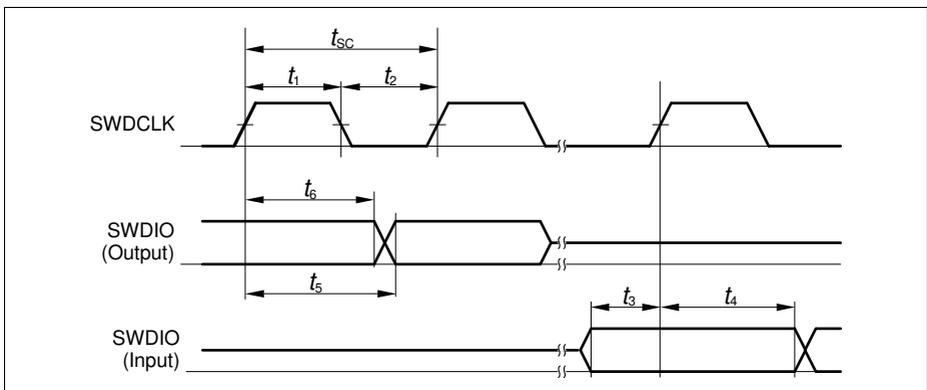 tSC
t1 t2
SWDCLK
t6
SWDIO
(Output)
t5
t3 t4
SWDIO
(Input)